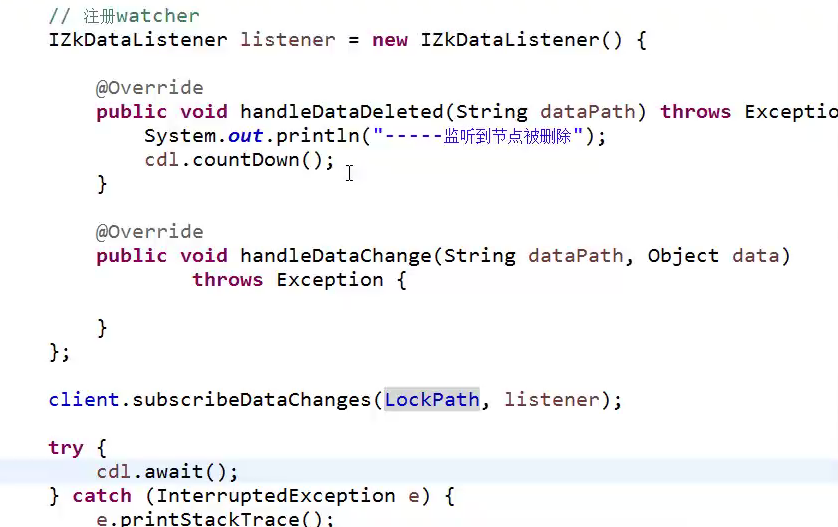 // 注册watcher
IZkDataListener listener = new IZkDataListener() {
@Override
public void handleDataDeleted(String dataPath) throws Exceptio
System.out.println("-----监听到节点被删除");
cdl.countDown();
}
@Override
public void handleDataChange(String dataPath, Object data)
throws Exception {
}
};
client.subscribeDataChanges(LockPath, listener);
try {
cdl.await();
} catch (InterruptedException e) {
e.printStackTrace();